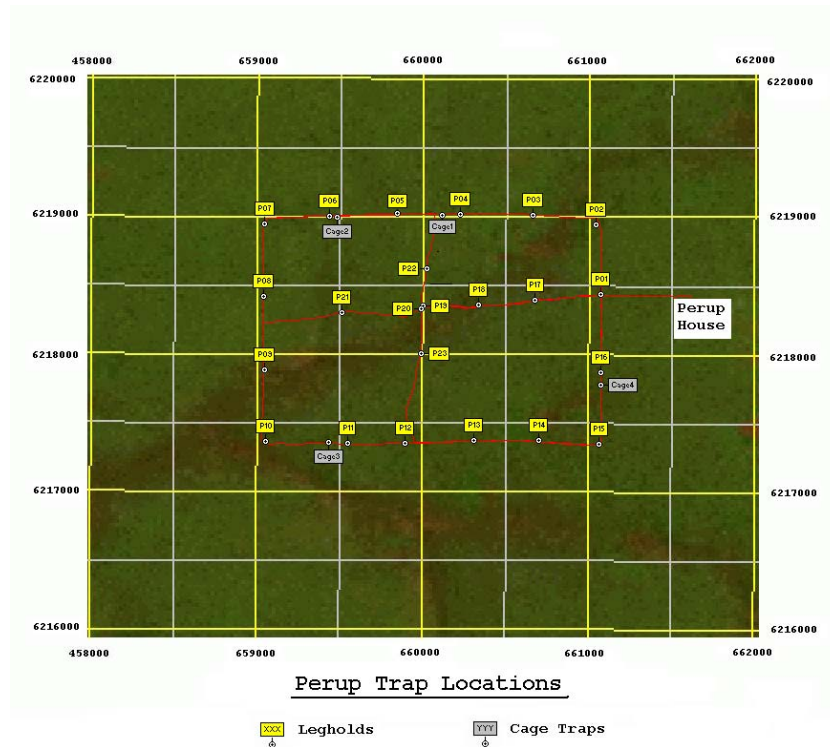 458000 659000 660000 661000 662000
6220000 6220000
P07 P06 P05 P04 P03 P02
6219000 6219000
Cage2 Cage1
P22
P08 P21 P20 P19 P18 P17 P01
Perup
House
P09 P23 P16
6218000 6218000
Cage4
P10 P11 P12 P13 P14 P15
Cage3
6217000 6217000
6216000 6216000
458000 659000 660000 661000 662000
Perup Trap Locations
XXX Legholds YYY Cage Traps